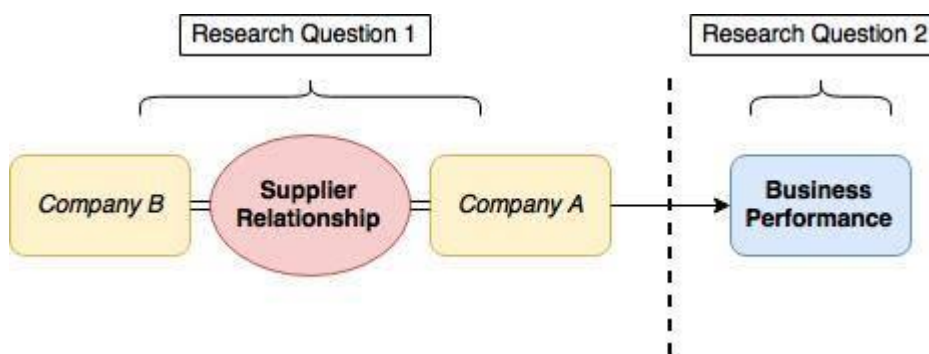 Research Question 1
Research Question 2
Company B
Supplier
Relationship
Company A
Business
Performance